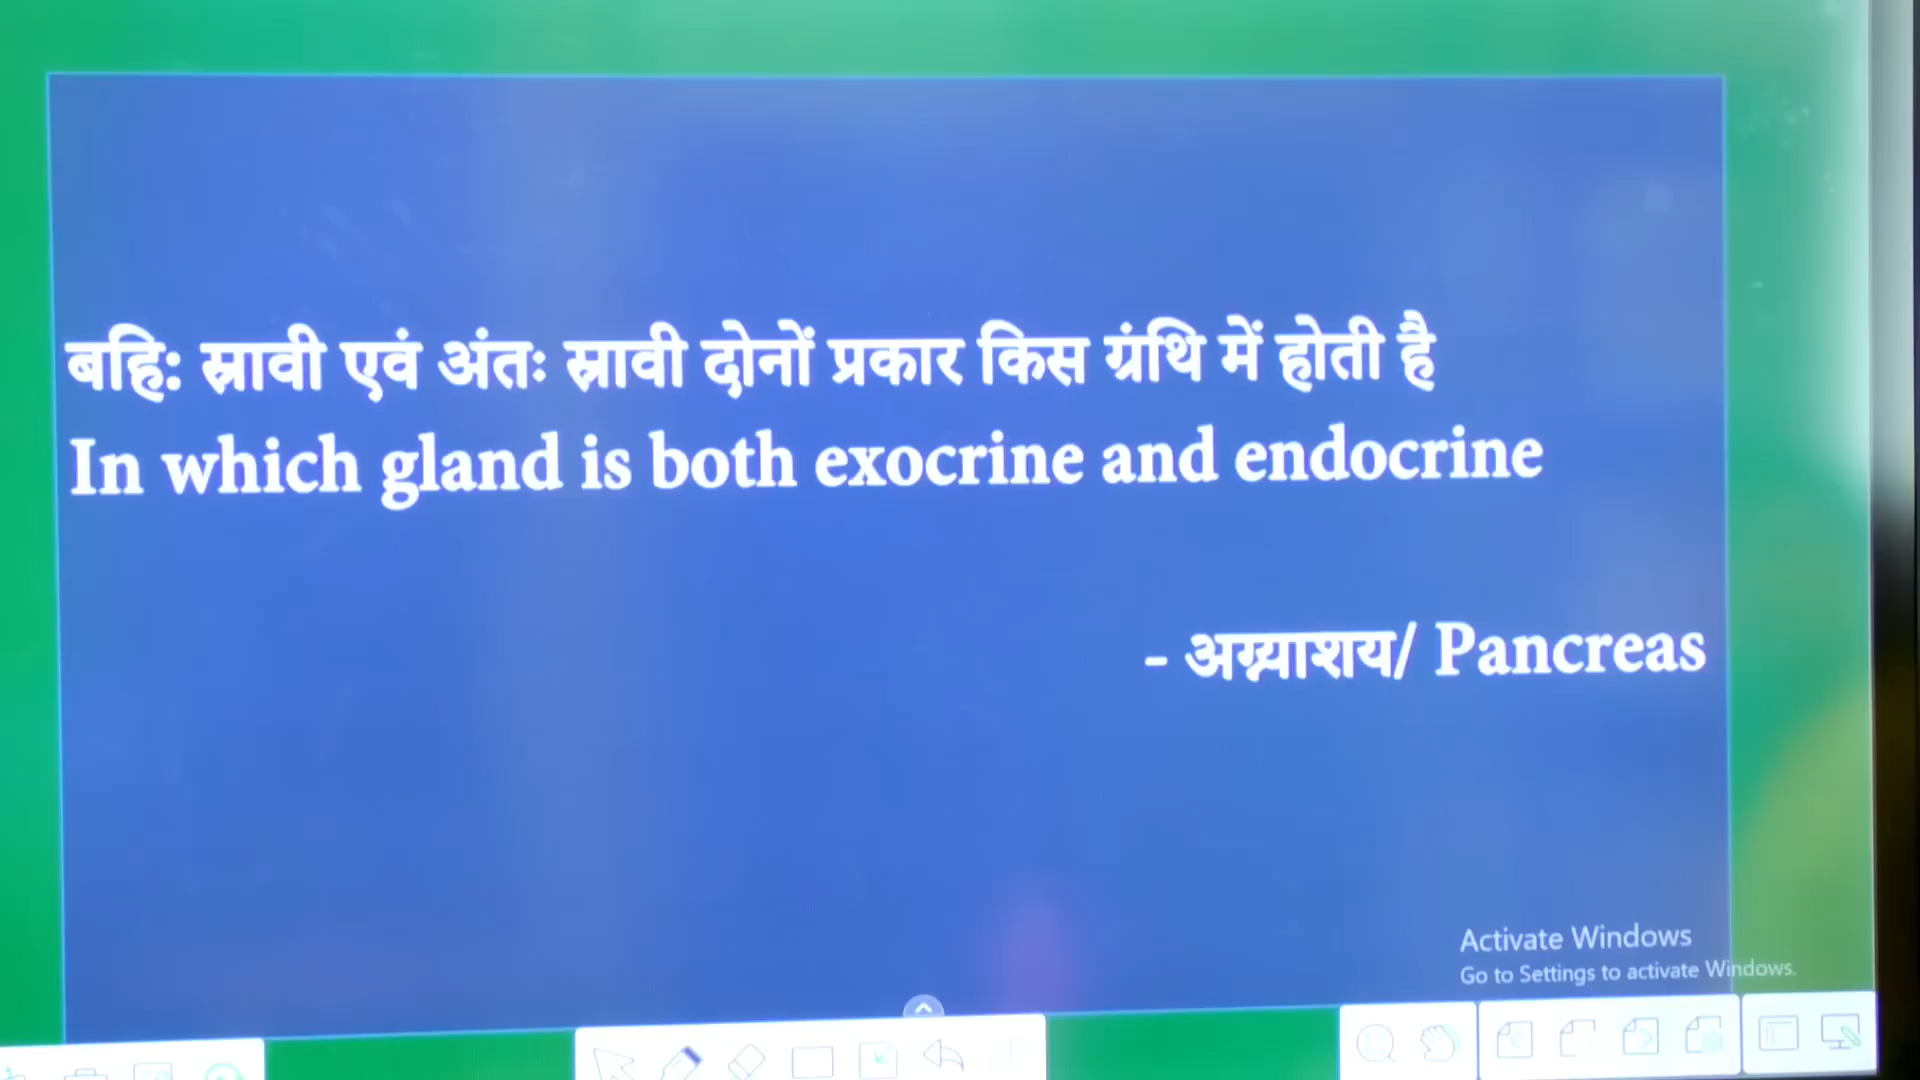 बहि: स्रावी एवं अंतः स्रावी दोनों प्रकार किस ग्रंथि में होती है
In which gland is both exocrine and endocrine
- अग्न्याशय/ Pancreas
Activate Windows
Go to Settings to activate Windows.